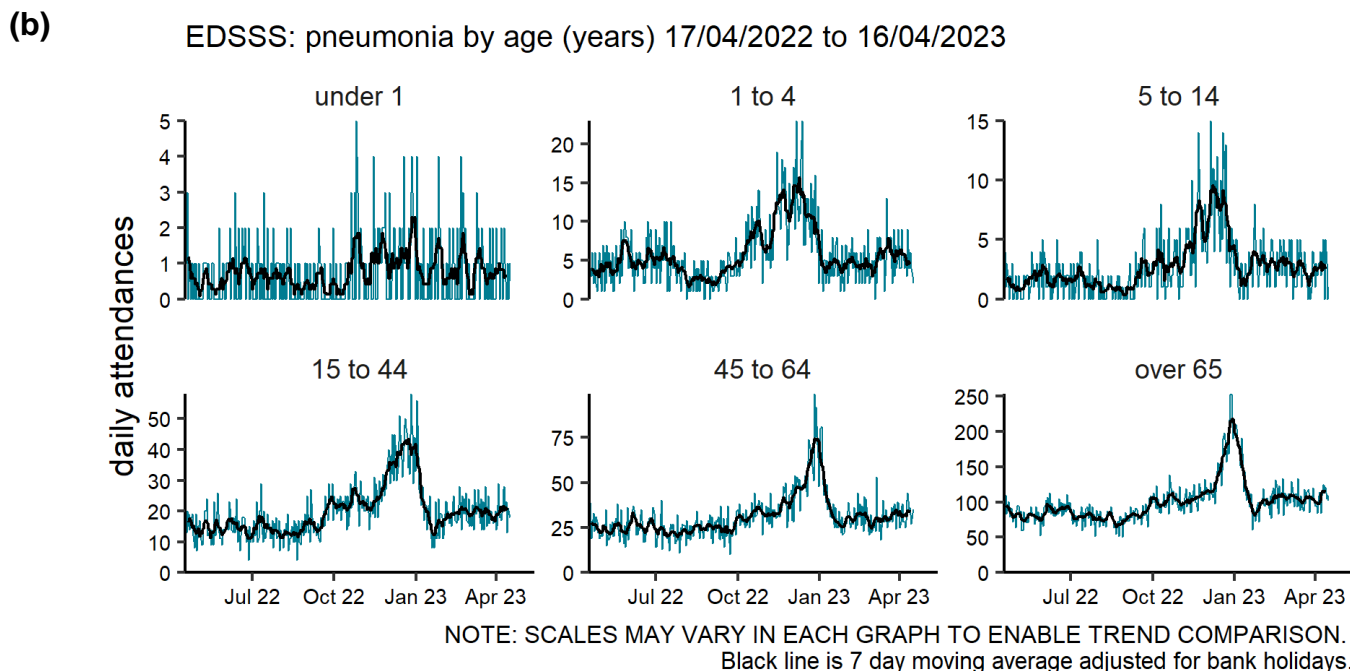 (b)
EDSSS: pneumonia by age (years) 17/04/2022 to 16/04/2023
daily attendances
under 1
5
4
3
2
1
0
1 to 4
20
15
10
5
0
5 to 14
15
10
5
0
15 to 44
50
40
30
20
10
0
Jul 22 Oct 22 Jan 23 Apr 23
45 to 64
75
50
25
0
Jul 22 Oct 22 Jan 23 Apr 23
over 65
250
200
150
100
50
0
Jul 22 Oct 22 Jan 23 Apr 23
NOTE: SCALES MAY VARY IN EACH GRAPH TO ENABLE TREND COMPARISON.
Black line is 7 day moving average adjusted for bank holidays.